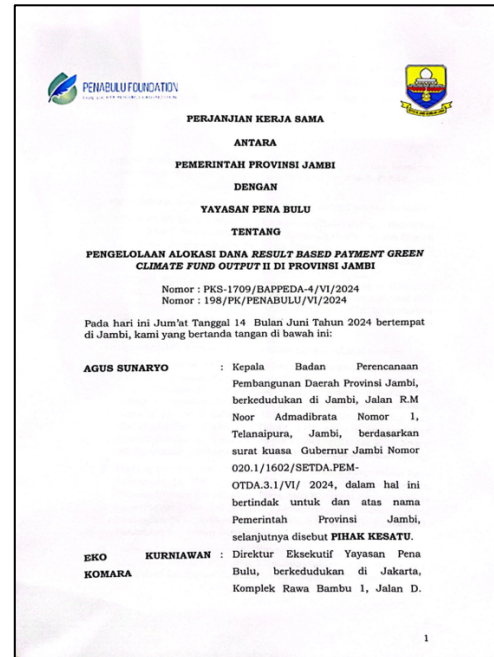 PENABULU FOUNDATION
PERJANJIAN KERJA SAMA
ANTARA
PEMERINTAH PROVINSI JAMBI
DENGAN
YAYASAN PENA BULU
TENTANG
PENGELOLAAN ALOKASI DANA RESULT BASED PAYMENT GREEN
CLIMATE FUND OUTPUT II DI PROVINSI JAMBI
Nomor : PKS-1709/BAPPEDA-4/VI/2024
Nomor : 198/PK/PENABULU/VI/2024
Pada hari ini Jum'at Tanggal 14 Bulan Juni Tahun 2024 bertempat
di Jambi, kami yang bertanda tangan di bawah ini:
AGUS SUNARYO : Kepala Badan Perencanaan
Pembangunan Daerah Provinsi Jambi,
berkedudukan di Jambi, Jalan R.M
Noor Admadibrata Nomor 1,
Telanaipura, Jambi, berdasarkan
surat kuasa Gubernur Jambi Nomor
020.1/1602/SETDA.PEM-
OTDA.3.1/VI/ 2024, dalam hal ini
bertindak untuk dan atas nama
Pemerintah Provinsi Jambi,
selanjutnya disebut PIHAK KESATU.
EKO KURNIAWAN : Direktur Eksekutif Yayasan Pena
KOMARA Bulu, berkedudukan di Jakarta,
Komplek Rawa Bambu 1, Jalan D.
1